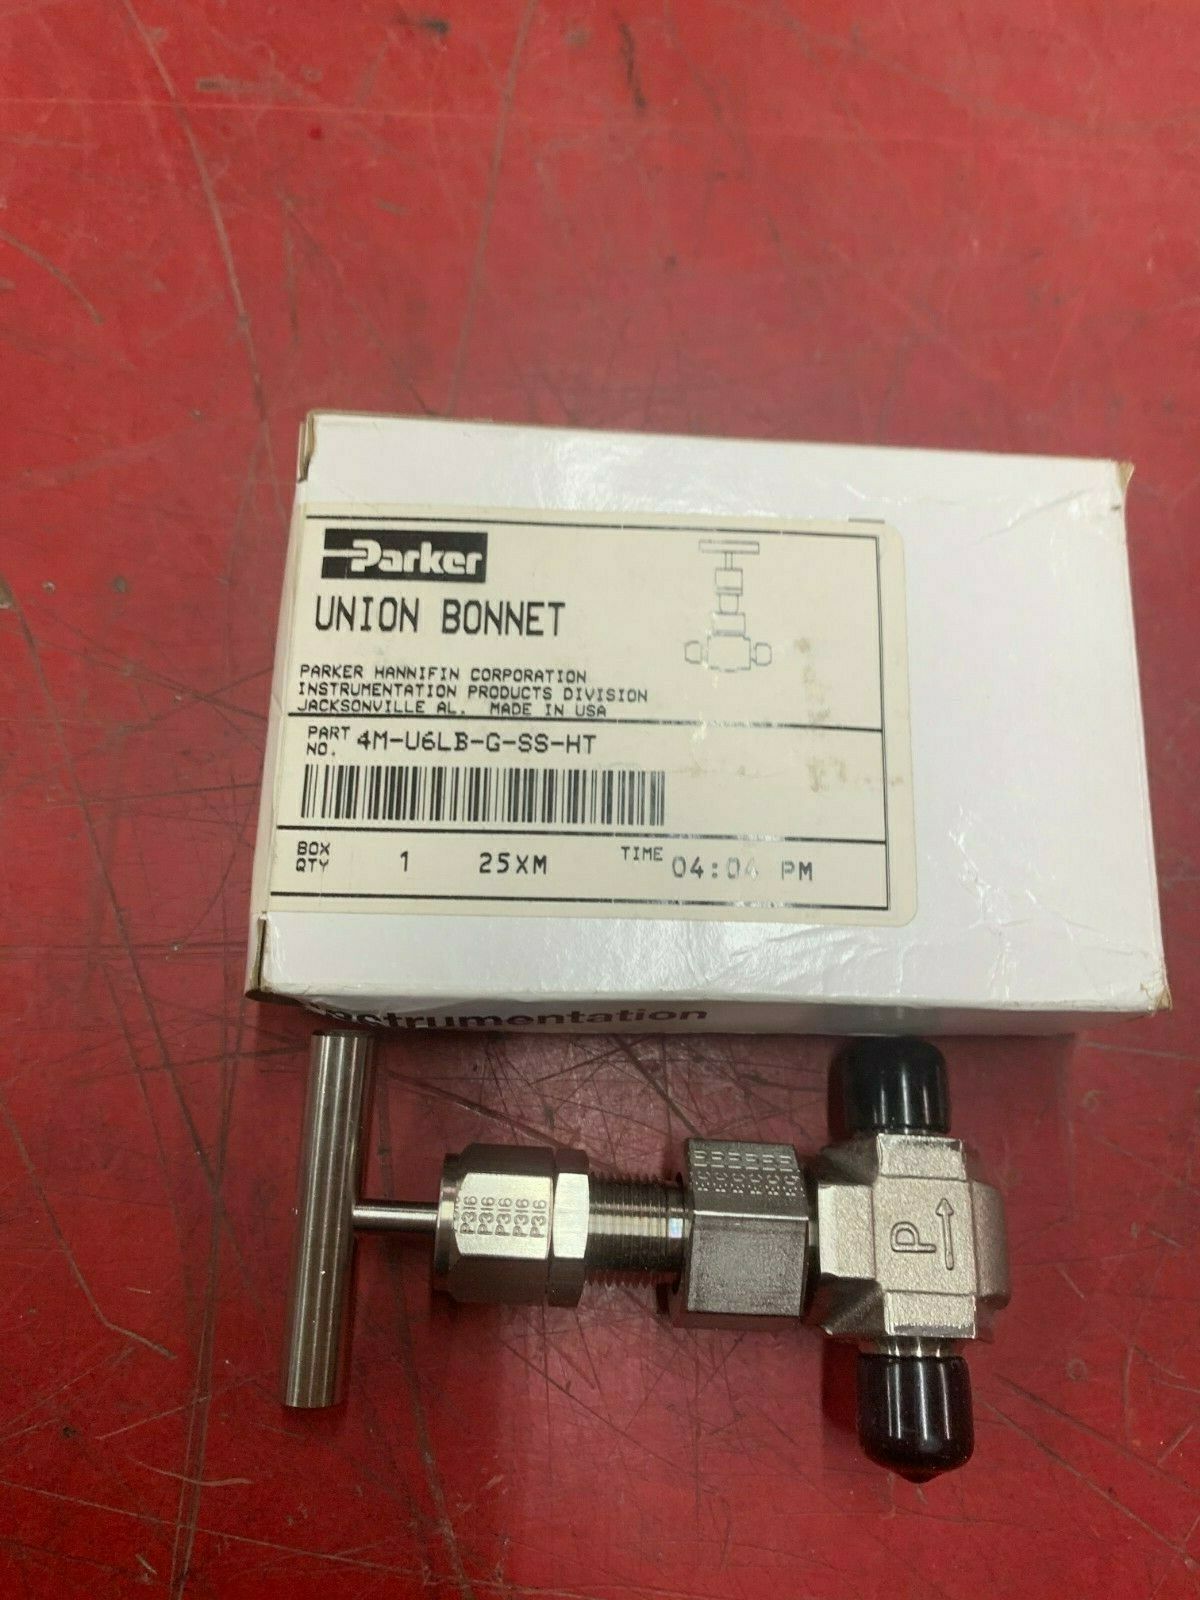 Parker
UNION BONNET
PARKER HANNIFIN CORPORATION
INSTRUMENTATION PRODUCTS DIVISION
JACKSONVILLE AL. MADE IN USA
PART NO. 4M-U6LB-G-SS-HT
BOX QTY 1 25XM TIME 04:04 PM
Instrumentation
P316 P316 P316 P316 P316
P